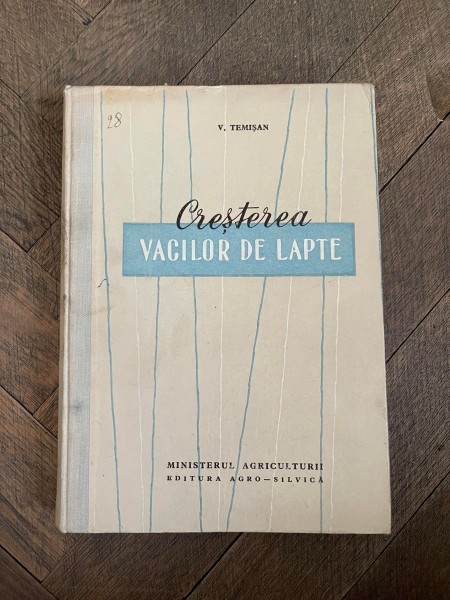 28
V. TEMIȘAN
Creșterea
VACILOR DE LAPTE
MINISTERUL AGRICULTURII
EDITURA AGRO—SILVICĂ